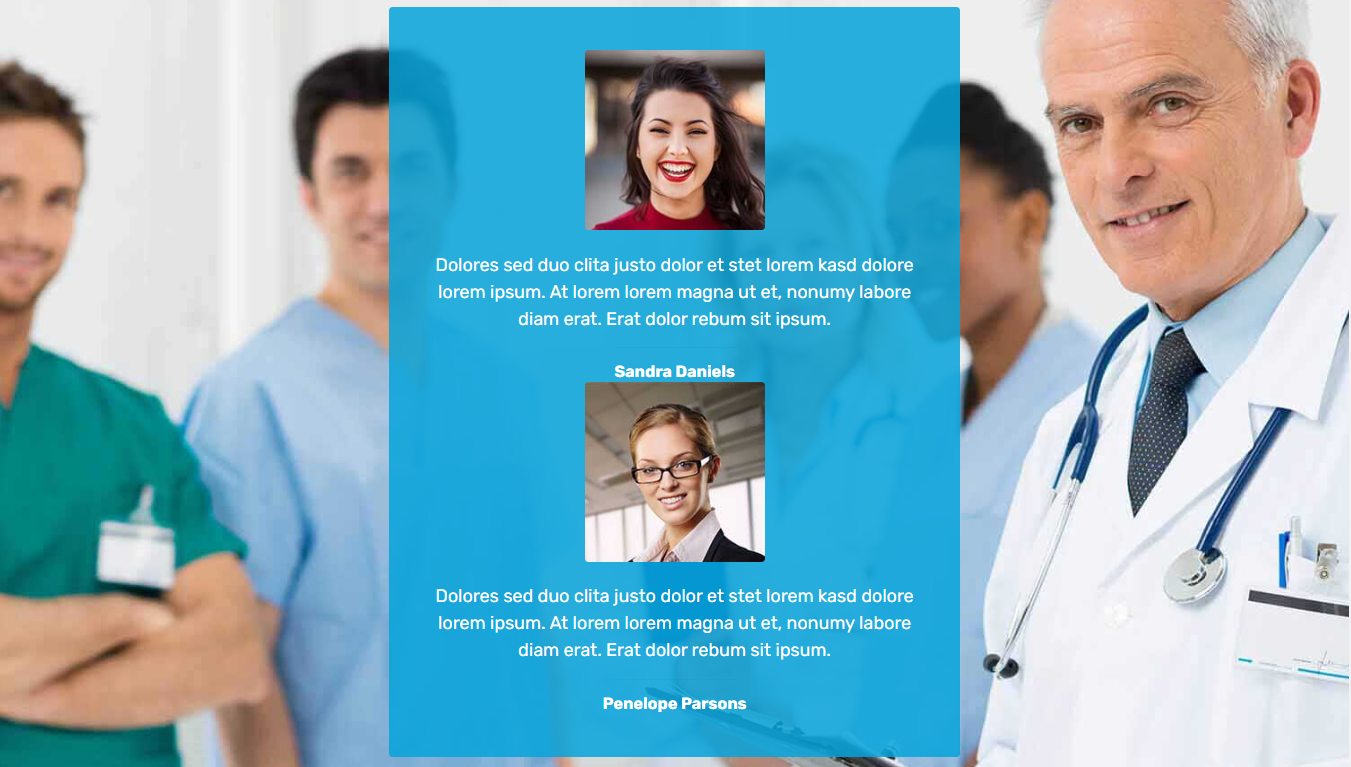 Dolores sed duo clita justo dolor et stet lorem kasd dolore
lorem ipsum. At lorem lorem magna ut et, nonumy labore
diam erat. Erat dolor rebum sit ipsum.
Sandra Daniels
Dolores sed duo clita justo dolor et stet lorem kasd dolore
lorem ipsum. At lorem lorem magna ut et, nonumy labore
diam erat. Erat dolor rebum sit ipsum.
Penelope Parsons